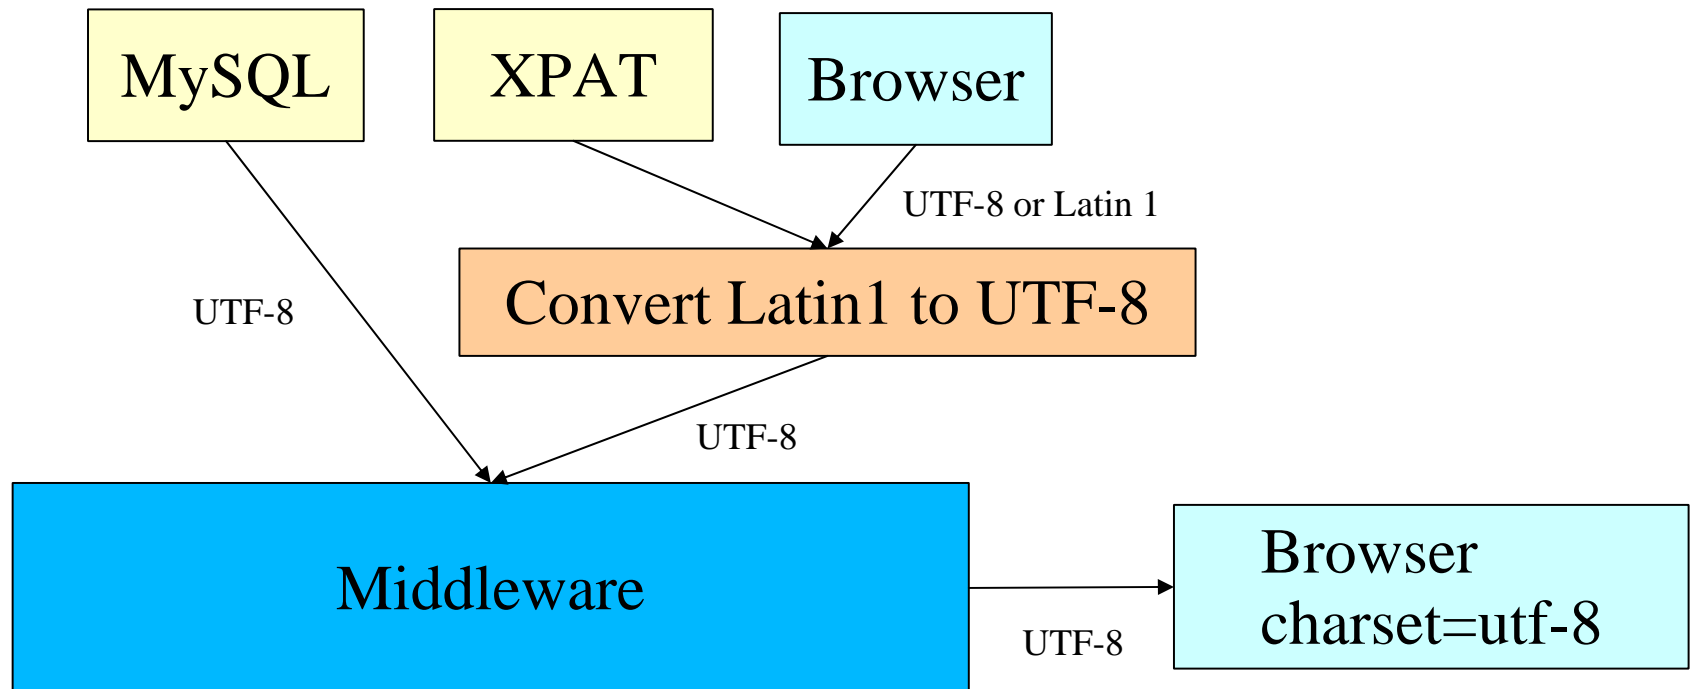 MySQL
XPAT
Browser
UTF-8 or Latin 1
Convert Latin1 to UTF-8
UTF-8
UTF-8
Middleware
Browser
charset=utf-8
UTF-8